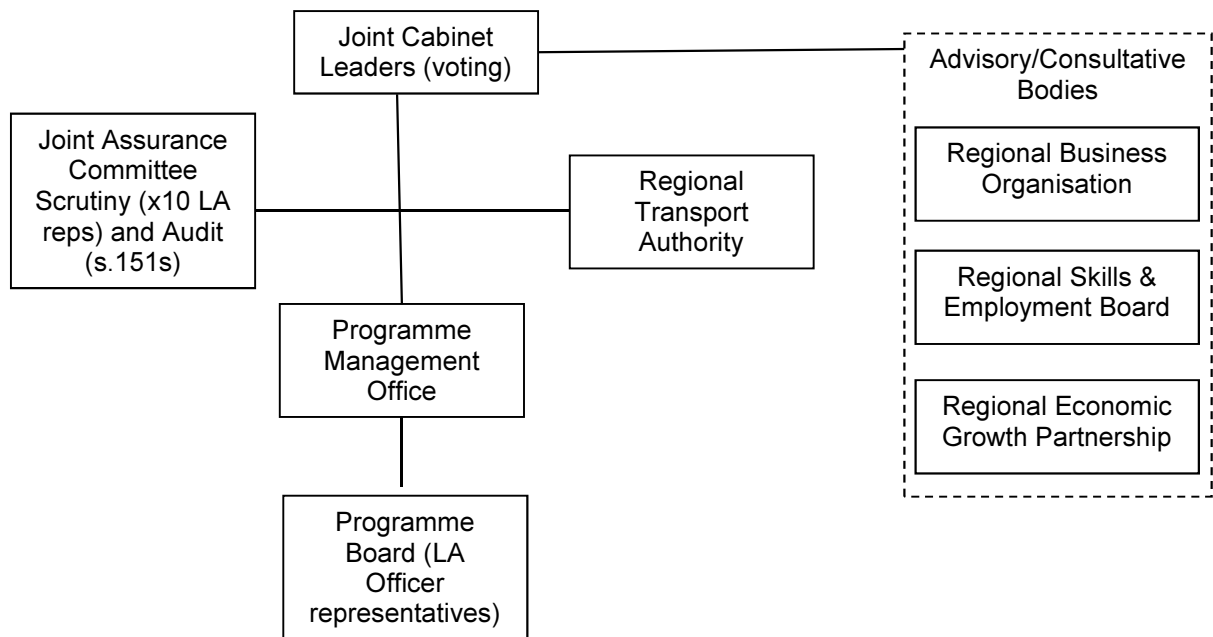 Joint Cabinet
Leaders (voting)
Advisory/Consultative
Bodies
Joint Assurance
Committee
Scrutiny (x10 LA
reps) and Audit
(s.151s)
Regional
Transport
Authority
Regional Business
Organisation
Regional Skills &
Employment Board
Programme
Management
Office
Regional Economic
Growth Partnership
Programme
Board (LA
Officer
representatives)